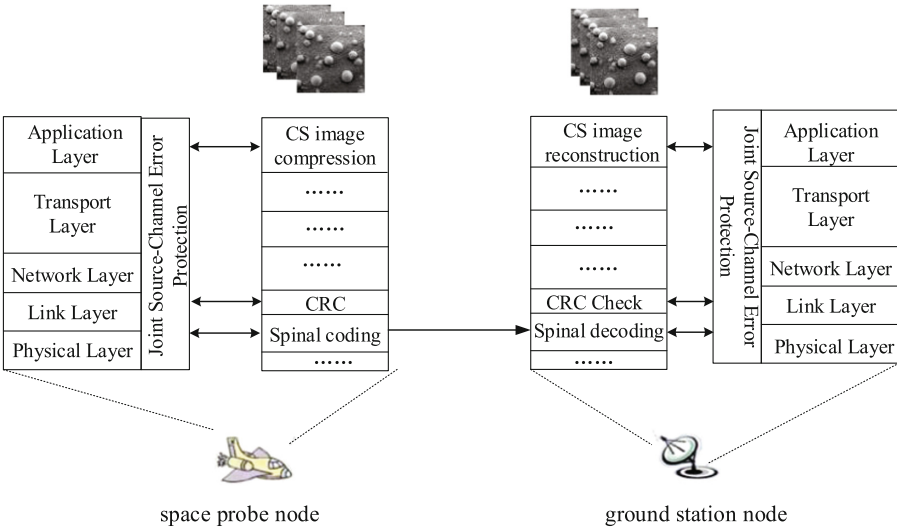 Application
Layer
Transport
Layer
Network Layer
Link Layer
Physical Layer
Joint Source-Channel Error
Protection
CS image
compression
......
......
......
CRC
Spinal coding
......
CS image
reconstruction
......
......
......
CRC Check
Spinal decoding
......
Joint Source-Channel Error
Protection
Application
Layer
Transport
Layer
Network Layer
Link Layer
Physical Layer
space probe node
ground station node